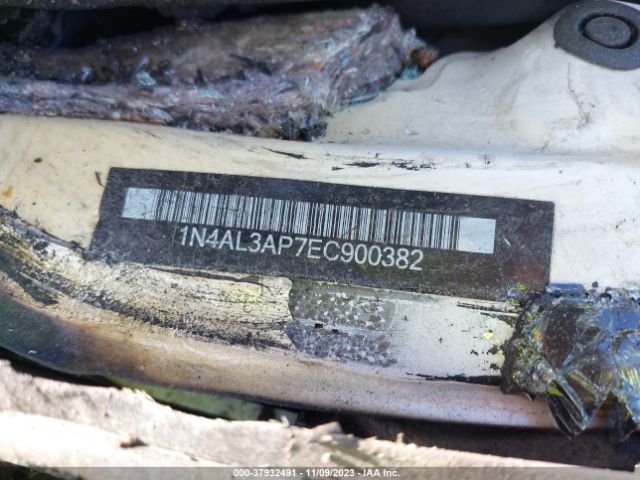 1N4AL3AP7EC900382
000-37932491 - 11/09/2023 - IAA Inc.